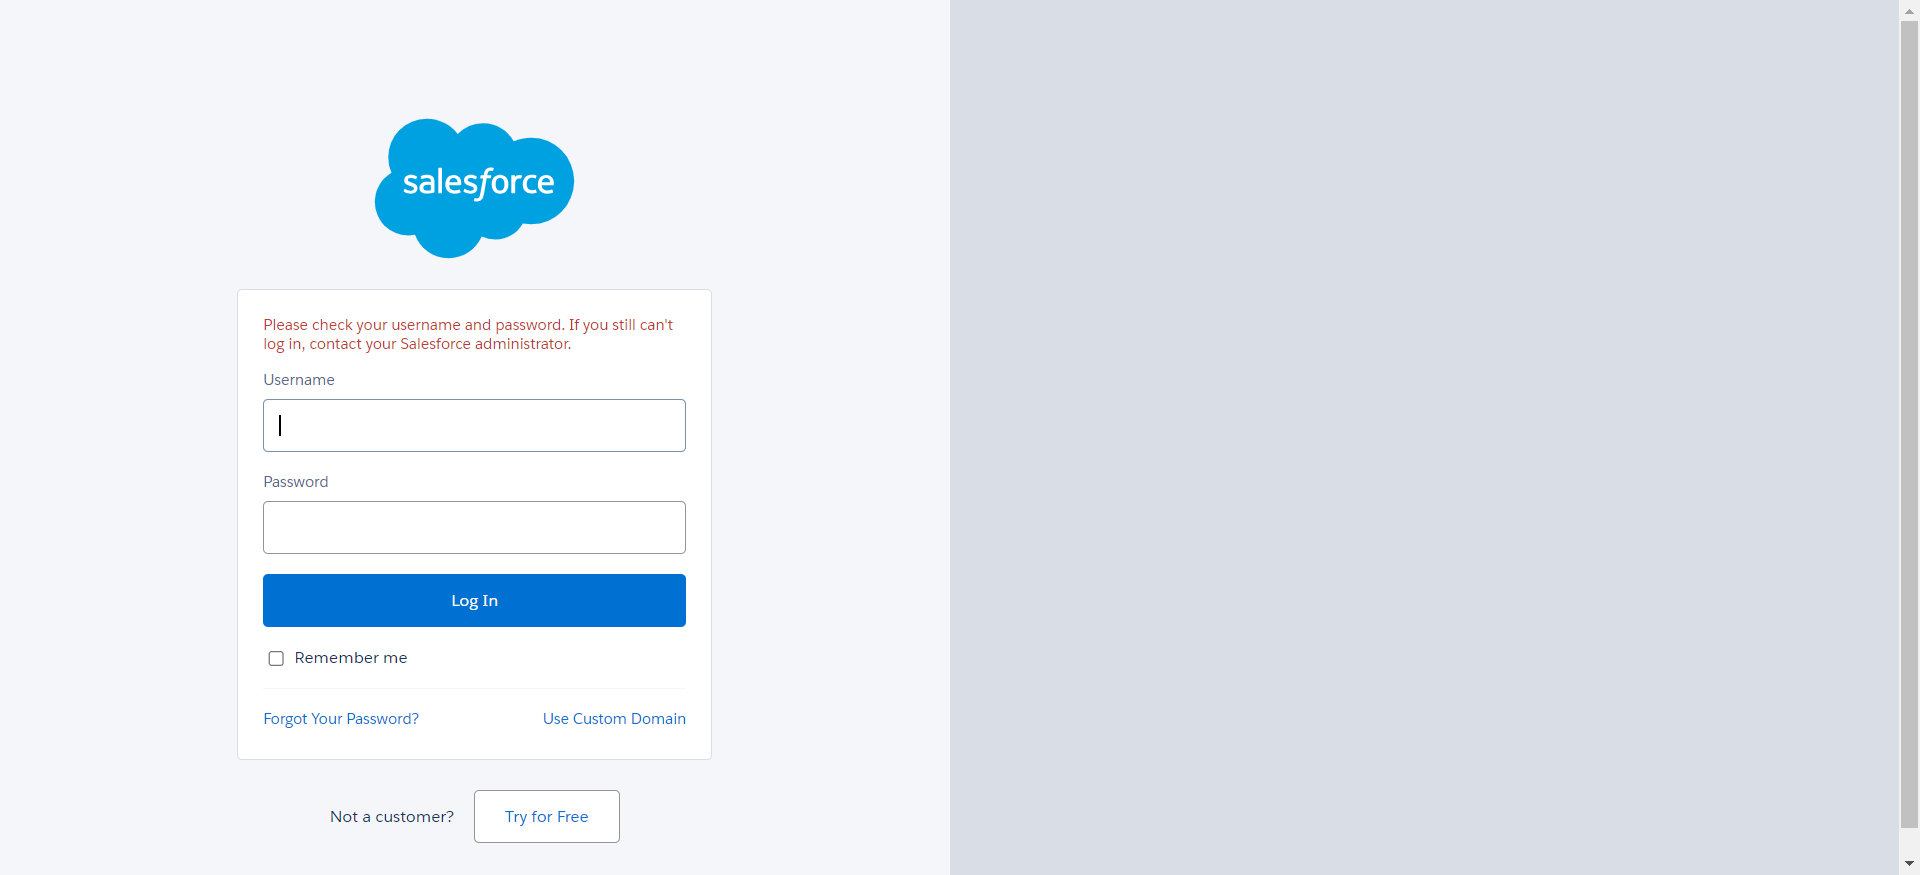 salesforce
Please check your username and password. If you still can't
log in, contact your Salesforce administrator.
Username
Password
Log In
Remember me
Forgot Your Password?
Use Custom Domain
Not a customer?
Try for Free